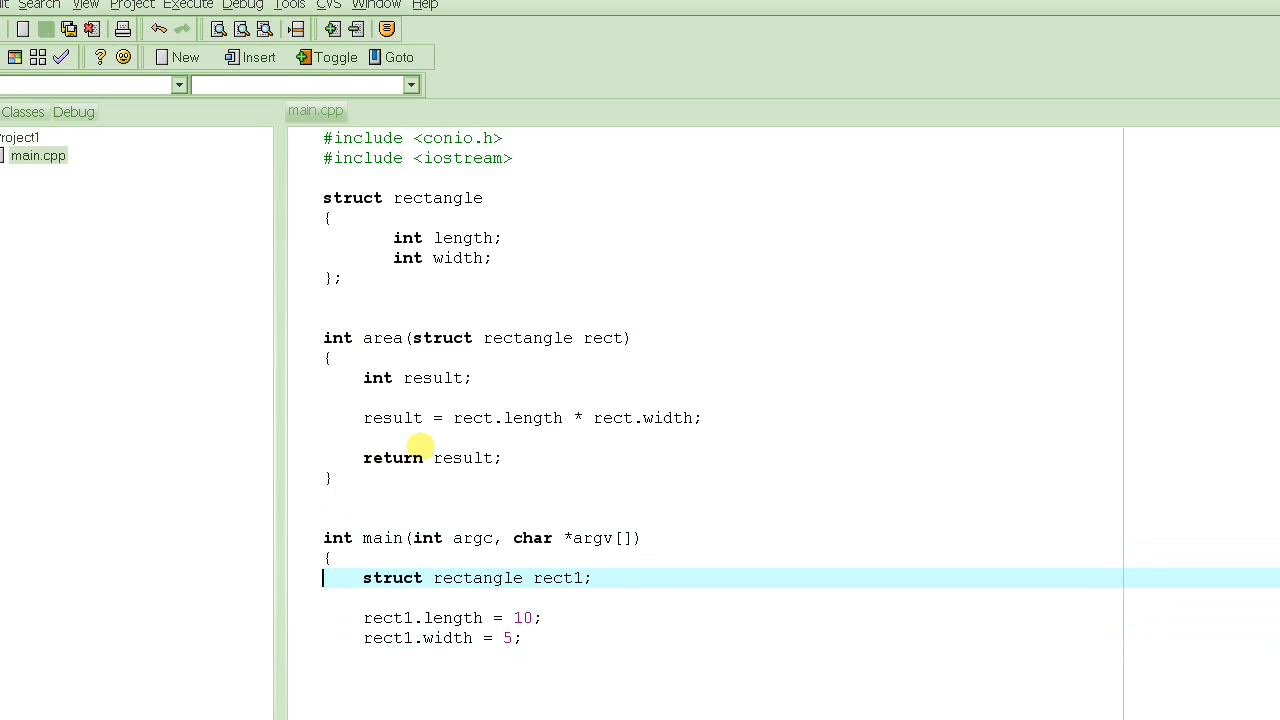 Search View Project Execute Debug Tools CVS Window Help
New Insert Toggle Goto
Classes Debug
main.cpp
main.cpp
#include <conio.h>
#include <iostream>
struct rectangle
{
int length;
int width;
};
int area(struct rectangle rect)
{
int result;
result = rect.length * rect.width;
return result;
}
int main(int argc, char *argv[])
{
struct rectangle rect1;
rect1.length = 10;
rect1.width = 5;